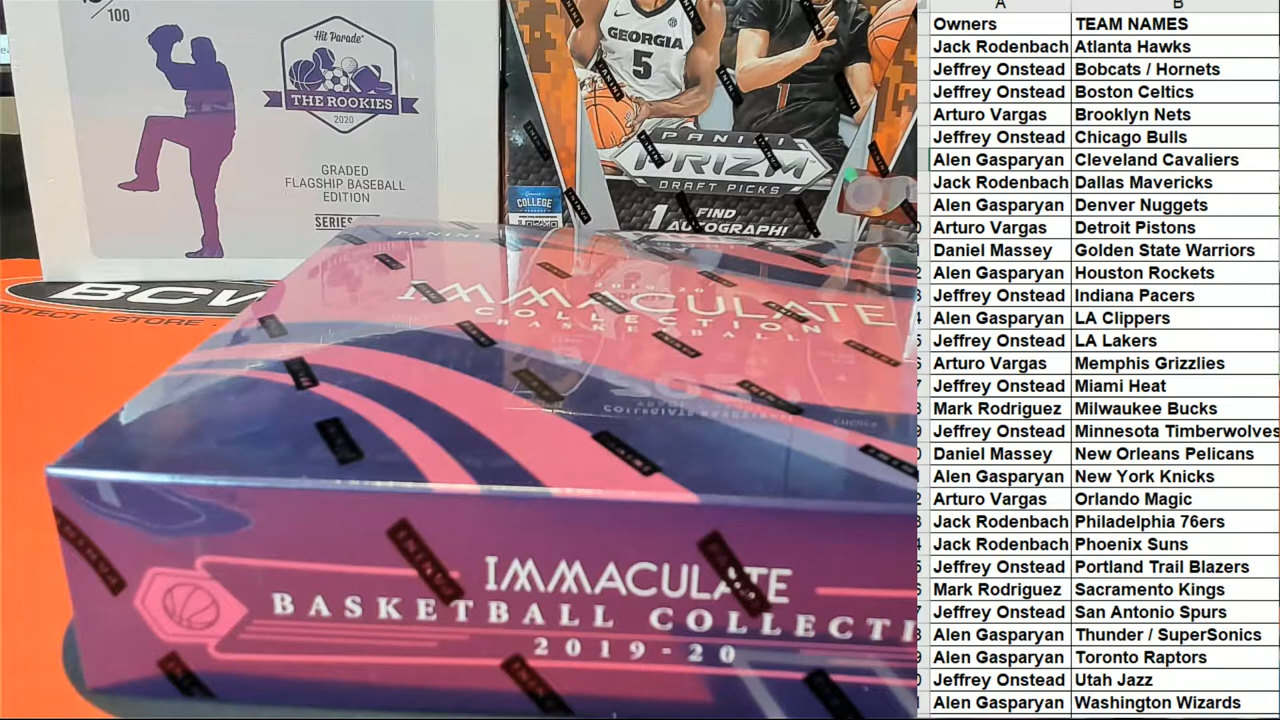 100
Hit Parade
THE ROOKIES
2020
GRADED
FLAGSHIP BASEBALL
EDITION
SERIES
GEORGIA
5
1
PANINI
PRIZM
DRAFT PICKS
COLLEGE
1 FIND
AUTOGRAPH!
BCW
STORE
PANINI
2019-20
IMMACULATE
COLLECTION
BASKETBALL
IMMACULATE
BASKETBALL COLLECTI
2019-20
A B
Owners TEAM NAMES
Jack Rodenbach Atlanta Hawks
Jeffrey Onstead Bobcats / Hornets
Jeffrey Onstead Boston Celtics
Arturo Vargas Brooklyn Nets
Jeffrey Onstead Chicago Bulls
Alen Gasparyan Cleveland Cavaliers
Jack Rodenbach Dallas Mavericks
Alen Gasparyan Denver Nuggets
Arturo Vargas Detroit Pistons
Daniel Massey Golden State Warriors
Alen Gasparyan Houston Rockets
Jeffrey Onstead Indiana Pacers
Alen Gasparyan LA Clippers
Jeffrey Onstead LA Lakers
Arturo Vargas Memphis Grizzlies
Jeffrey Onstead Miami Heat
Mark Rodriguez Milwaukee Bucks
Jeffrey Onstead Minnesota Timberwolves
Daniel Massey New Orleans Pelicans
Alen Gasparyan New York Knicks
Arturo Vargas Orlando Magic
Jack Rodenbach Philadelphia 76ers
Jack Rodenbach Phoenix Suns
Jeffrey Onstead Portland Trail Blazers
Mark Rodriguez Sacramento Kings
Jeffrey Onstead San Antonio Spurs
Alen Gasparyan Thunder / SuperSonics
Alen Gasparyan Toronto Raptors
Jeffrey Onstead Utah Jazz
Alen Gasparyan Washington Wizards